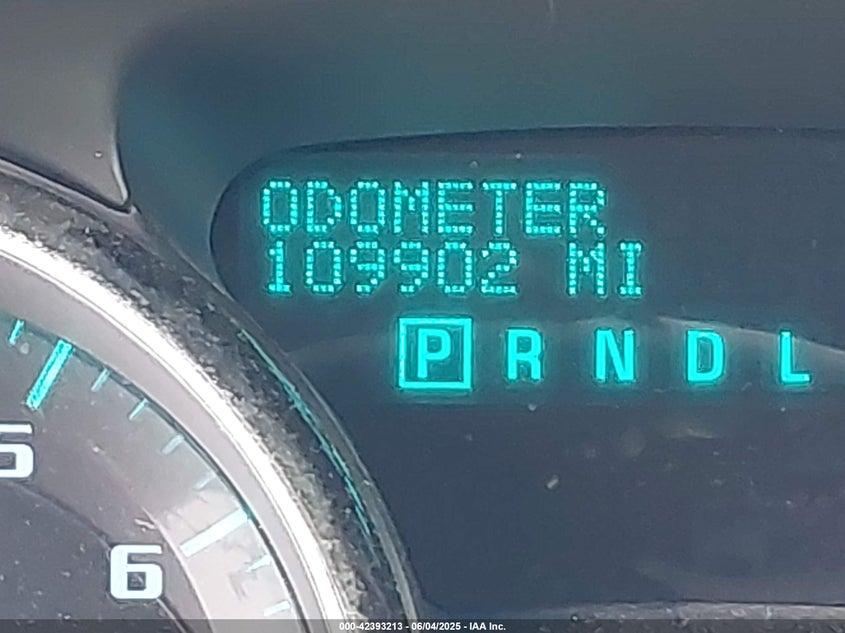 ODOMETER
109902 MI
P R N D L
5
6
000-42393213 - 06/04/2025 - IAA Inc.